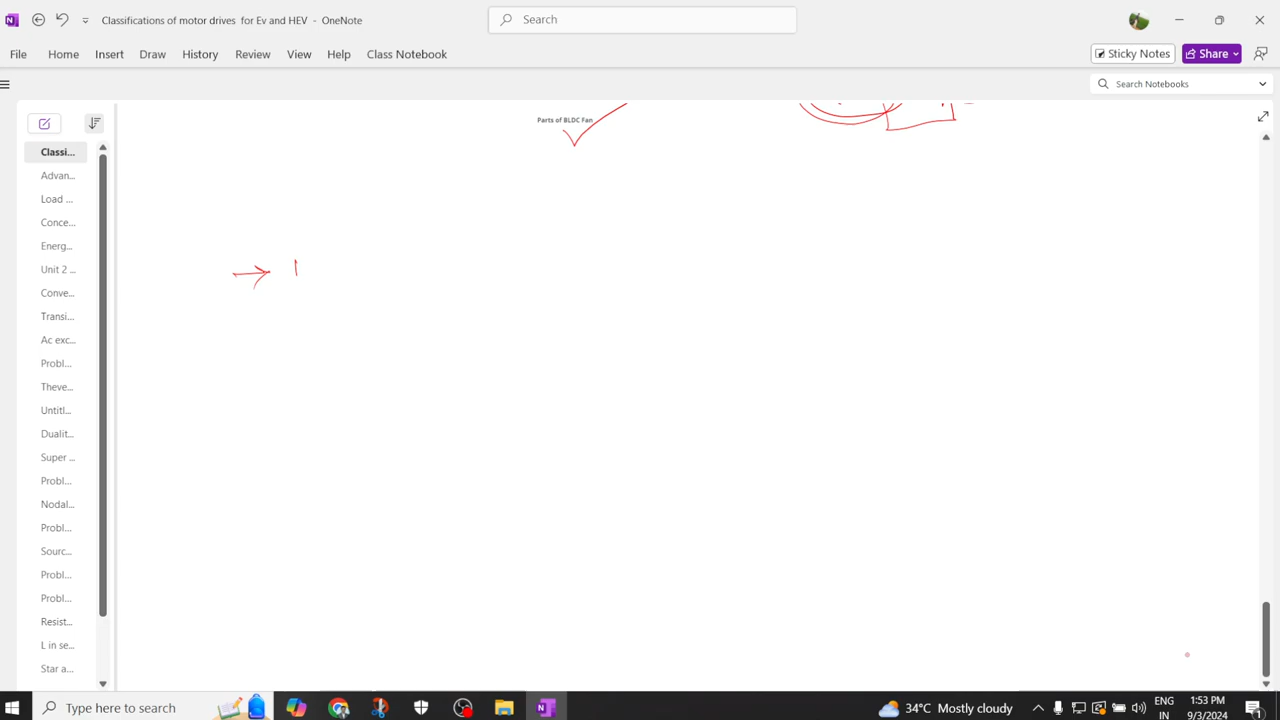 Classifications of motor drives for Ev and HEV - OneNote
Search
File Home Insert Draw History Review View Help Class Notebook
Sticky Notes
Share
Search Notebooks
Parts of BLDC Fan
Classi...
Advan...
Load ...
Conce...
Energ...
Unit 2 ...
Conve...
Transi...
Ac exc...
Probl...
Theve...
Untitl...
Dualit...
Super ...
Probl...
Nodal...
Probl...
Sourc...
Probl...
Probl...
Resist...
L in se...
Star a...
Type here to search
34°C Mostly cloudy
ENG
IN
1:53 PM
9/3/2024
1